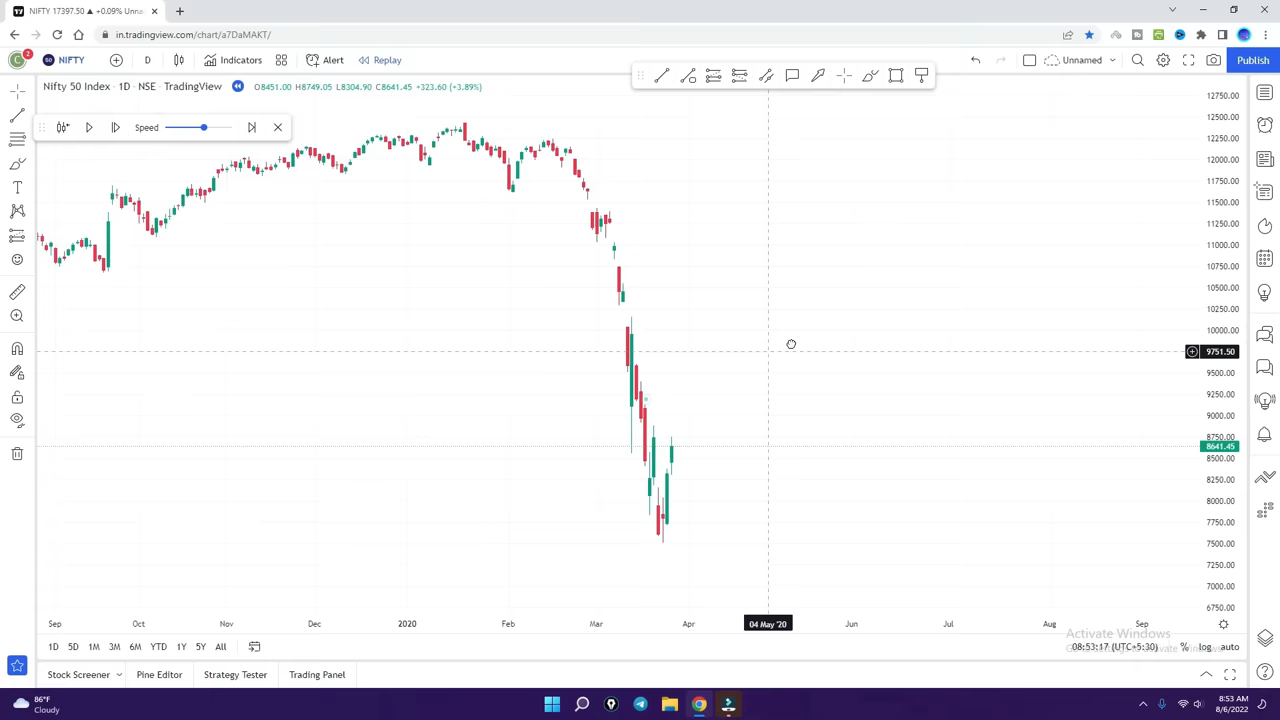 NIFTY 17397.50 ▲ +0.09% Unna
in.tradingview.com/chart/a7DaMAKT/
C 2 50 NIFTY D Indicators Alert Replay Unnamed Publish
Nifty 50 Index · 1D · NSE · TradingView O8451.00 H8749.05 L8304.90 C8641.45 +323.60 (+3.89%)
Speed
12750.00
12500.00
12250.00
12000.00
11750.00
11500.00
11250.00
11000.00
10750.00
10500.00
10250.00
10000.00
9751.50
9500.00
9250.00
9000.00
8750.00
8641.45
8500.00
8250.00
8000.00
7750.00
7500.00
7250.00
7000.00
6750.00
Sep Oct Nov Dec 2020 Feb Mar Apr 04 May '20 Jun Jul Aug Sep
Activate Windows
1D 5D 1M 3M 6M YTD 1Y 5Y All 08:53:17 (UTC+5:30) % log auto
Stock Screener Pine Editor Strategy Tester Trading Panel
86°F
Cloudy
8:53 AM
8/6/2022